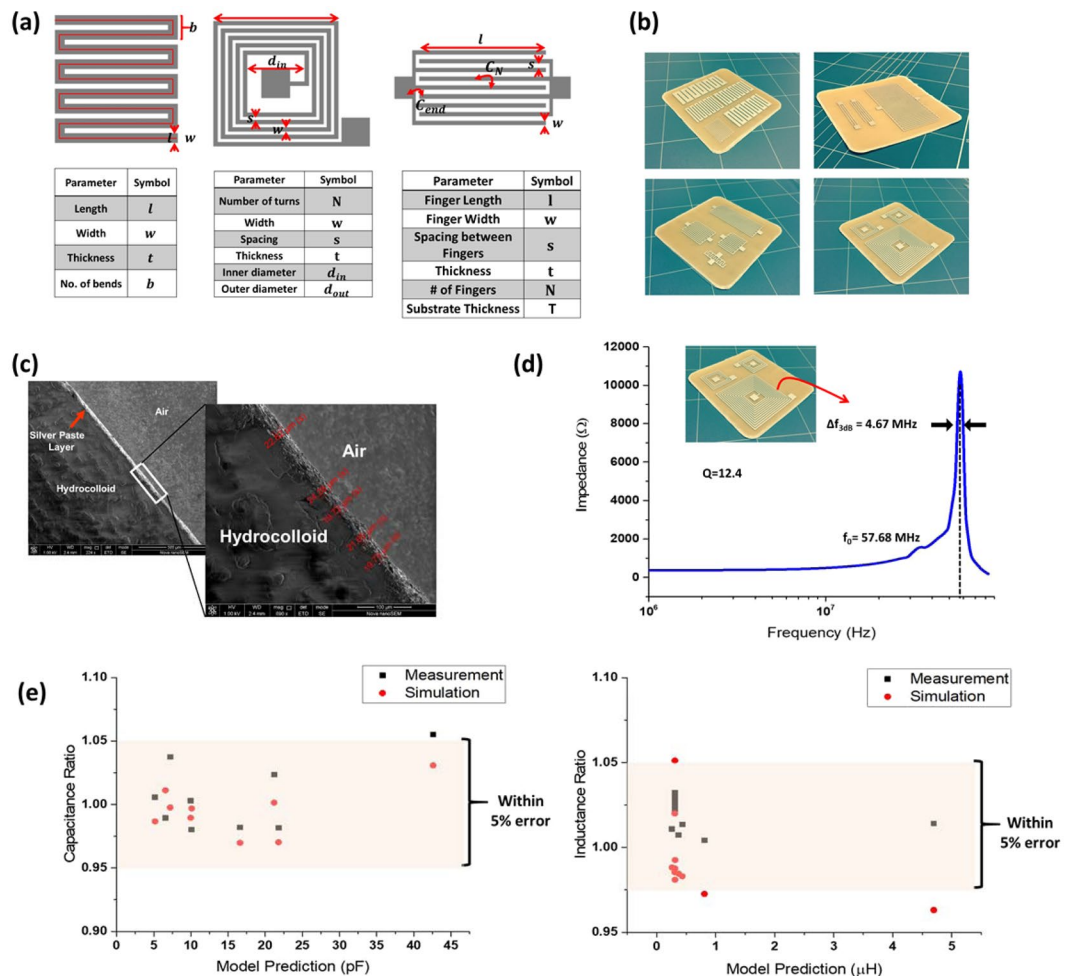 (a)
b
l
w
d_in
s
w
l
s
C_N
C_end
w
Parameter Symbol
Length l
Width w
Thickness t
No. of bends b
Parameter Symbol
Number of turns N
Width w
Spacing s
Thickness t
Inner diameter d_in
Outer diameter d_out
Parameter Symbol
Finger Length l
Finger Width w
Spacing between
Fingers s
Thickness t
# of Fingers N
Substrate Thickness T
(b)
(c)
Air
Silver Paste
Layer
Hydrocolloid
Air
Hydrocolloid
Nova nanoSEM
100 µm
Nova nanoSEM
(d)
12000
10000
8000
6000
4000
2000
0
Impedance (Ω)
Δf3dB = 4.67 MHz
Q=12.4
f0= 57.68 MHz
10^6
10^7
Frequency (Hz)
(e)
Measurement
Simulation
1.10
1.05
1.00
0.95
0.90
Capacitance Ratio
Within
5% error
0 5 10 15 20 25 30 35 40 45
Model Prediction (pF)
Measurement
Simulation
1.10
1.05
1.00
0.95
Inductance Ratio
Within
5% error
0 1 2 3 4 5
Model Prediction (µH)